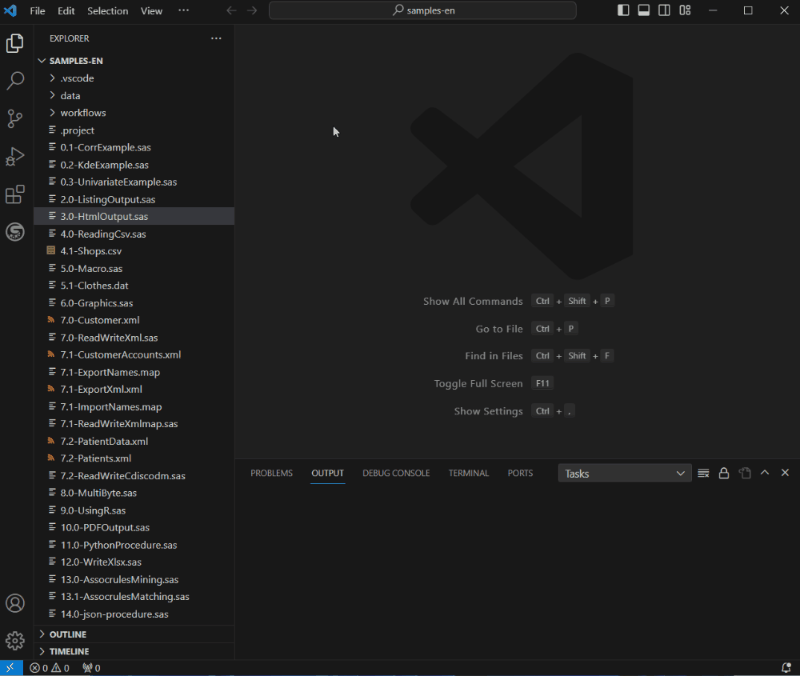 File Edit Selection View ··· samples-en
EXPLORER ···
SAMPLES-EN
.vscode
data
workflows
.project
0.1-CorrExample.sas
0.2-KdeExample.sas
0.3-UnivariateExample.sas
2.0-ListingOutput.sas
3.0-HtmlOutput.sas
4.0-ReadingCsv.sas
4.1-Shops.csv
5.0-Macro.sas
5.1-Clothes.dat
6.0-Graphics.sas
7.0-Customer.xml
7.0-ReadWriteXml.sas
7.1-CustomerAccounts.xml
7.1-ExportNames.map
7.1-ExportXml.xml
7.1-ImportNames.map
7.1-ReadWriteXmlmap.sas
7.2-PatientData.xml
7.2-Patients.xml
7.2-ReadWriteCdiscodm.sas
8.0-MultiByte.sas
9.0-UsingR.sas
10.0-PDFOutput.sas
11.0-PythonProcedure.sas
12.0-WriteXlsx.sas
13.0-AssocrulesMining.sas
13.1-AssocrulesMatching.sas
14.0-json-procedure.sas
OUTLINE
TIMELINE
Show All Commands Ctrl + Shift + P
Go to File Ctrl + P
Find in Files Ctrl + Shift + F
Toggle Full Screen F11
Show Settings Ctrl + ,
PROBLEMS OUTPUT DEBUG CONSOLE TERMINAL PORTS Tasks
0 0 0